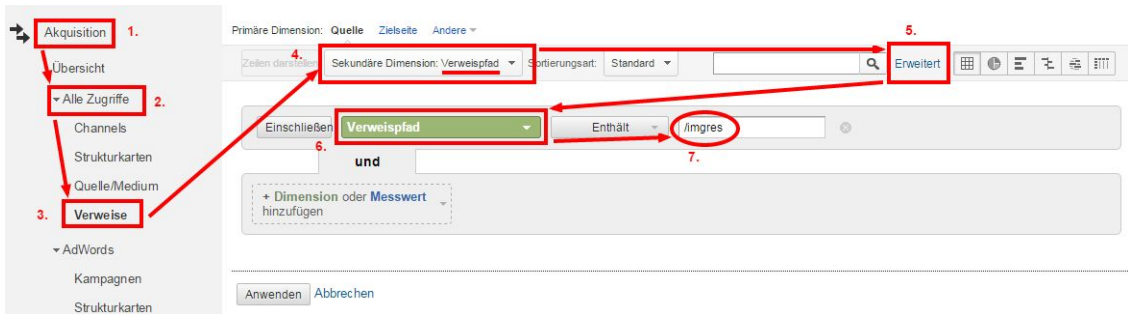 Akquisition 1.
Übersicht
Alle Zugriffe 2.
Channels
Strukturkarten
Quelle/Medium
3. Verweise
AdWords
Kampagnen
Strukturkarten
Primäre Dimension: Quelle Zielseite Andere
5.
4.
Zeilen darstellen Sekundäre Dimension: Verweispfad Sortierungsart: Standard Erweitert
Einschließen Verweispfad Enthält /imgres
6. 7.
und
+ Dimension oder Messwert
hinzufügen
Anwenden Abbrechen